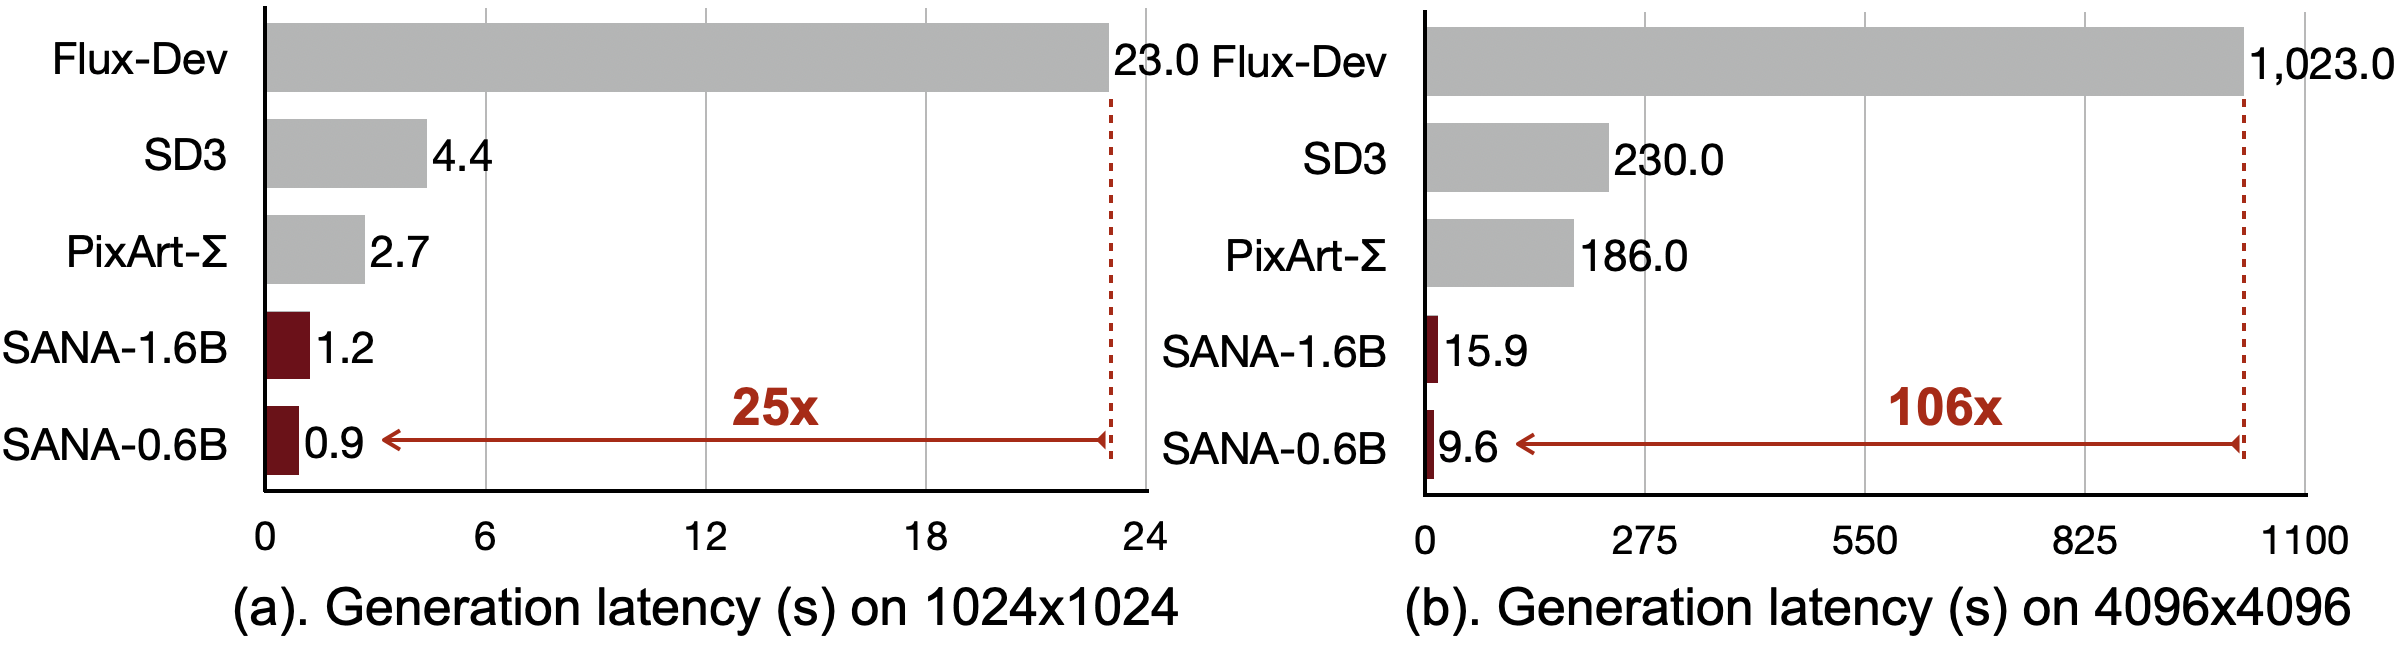 Flux-Dev 23.0
SD3 4.4
PixArt-Σ 2.7
SANA-1.6B 1.2
25x
SANA-0.6B 0.9
0 6 12 18 24
(a). Generation latency (s) on 1024x1024
Flux-Dev 1,023.0
SD3 230.0
PixArt-Σ 186.0
SANA-1.6B 15.9
106x
SANA-0.6B 9.6
0 275 550 825 1100
(b). Generation latency (s) on 4096x4096